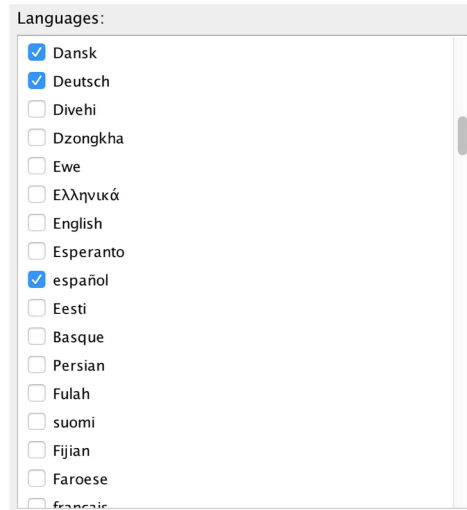 Languages:
Dansk
Deutsch
Divehi
Dzongkha
Ewe
Ελληνικά
English
Esperanto
español
Eesti
Basque
Persian
Fulah
suomi
Fijian
Faroese